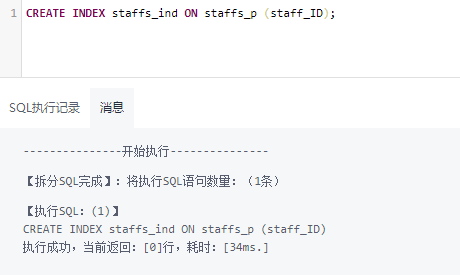 1 CREATE INDEX staffs_ind ON staffs_p (staff_ID);
SQL执行记录 消息
---------------开始执行---------------
【拆分SQL完成】：将执行SQL语句数量：（1条）
【执行SQL：(1)】
CREATE INDEX staffs_ind ON staffs_p (staff_ID)
执行成功，当前返回：[0]行，耗时：[34ms.]